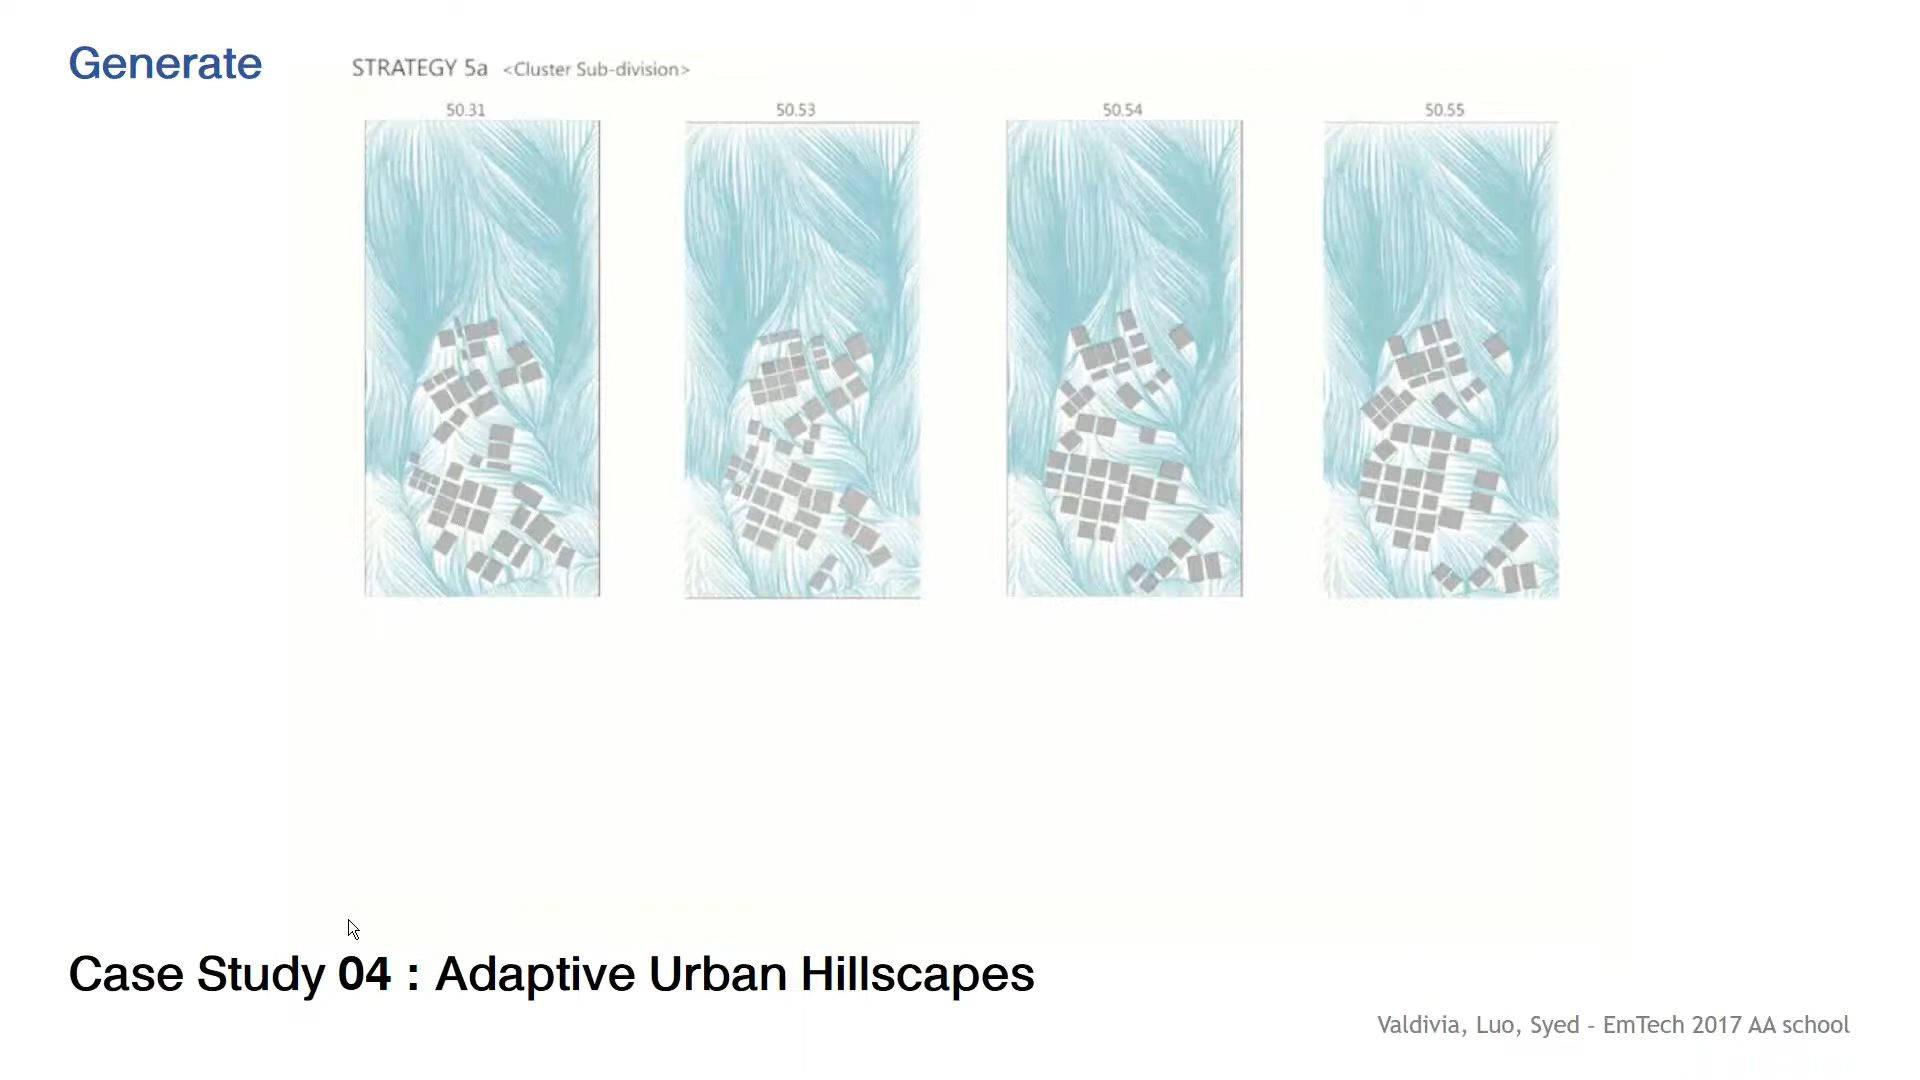 Generate
STRATEGY 5a <Cluster Sub-division>
50.31
50.53
50.54
50.55
Case Study 04 : Adaptive Urban Hillscapes
Valdivia, Luo, Syed - EmTech 2017 AA school